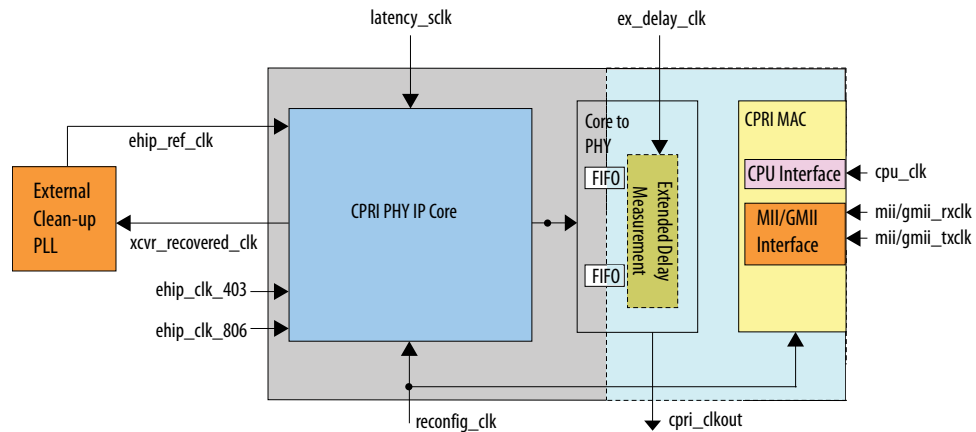 latency_sclk
ex_delay_clk
ehip_ref_clk
External
Clean-up
PLL
xcvr_recovered_clk
ehip_clk_403
ehip_clk_806
CPRI PHY IP Core
reconfig_clk
Core to
PHY
FIFO
FIFO
Extended Delay
Measurement
cpri_clkout
CPRI MAC
CPU Interface
cpu_clk
MII/GMII
Interface
mii/gmii_rxclk
mii/gmii_txclk